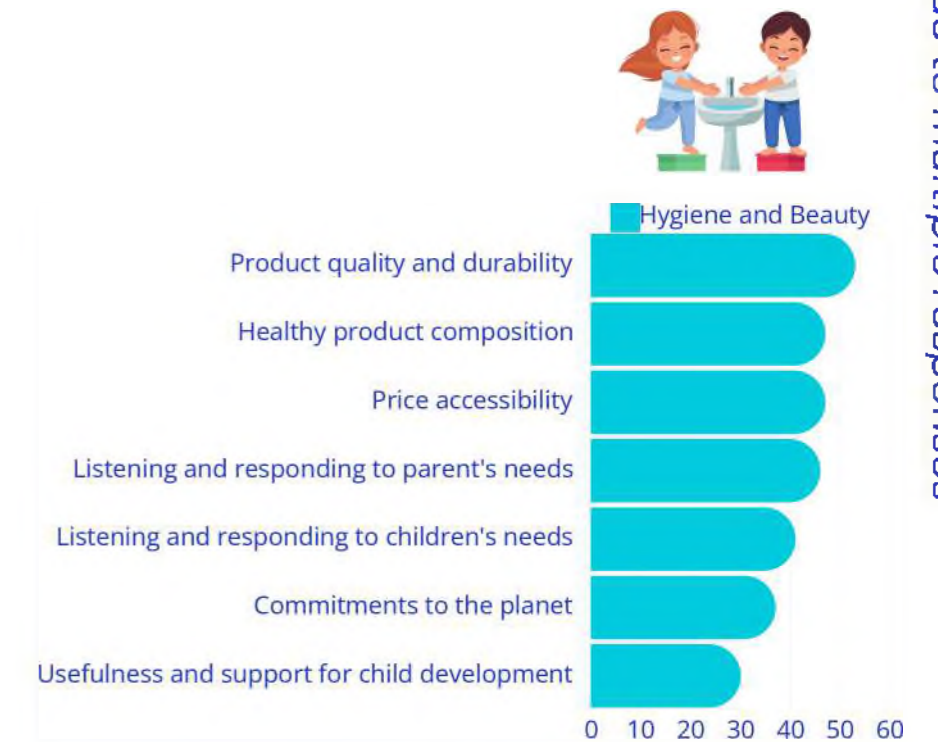 Hygiene and Beauty
Product quality and durability
Healthy product composition
Price accessibility
Listening and responding to parent's needs
Listening and responding to children's needs
Commitments to the planet
Usefulness and support for child development
0 10 20 30 40 50 60